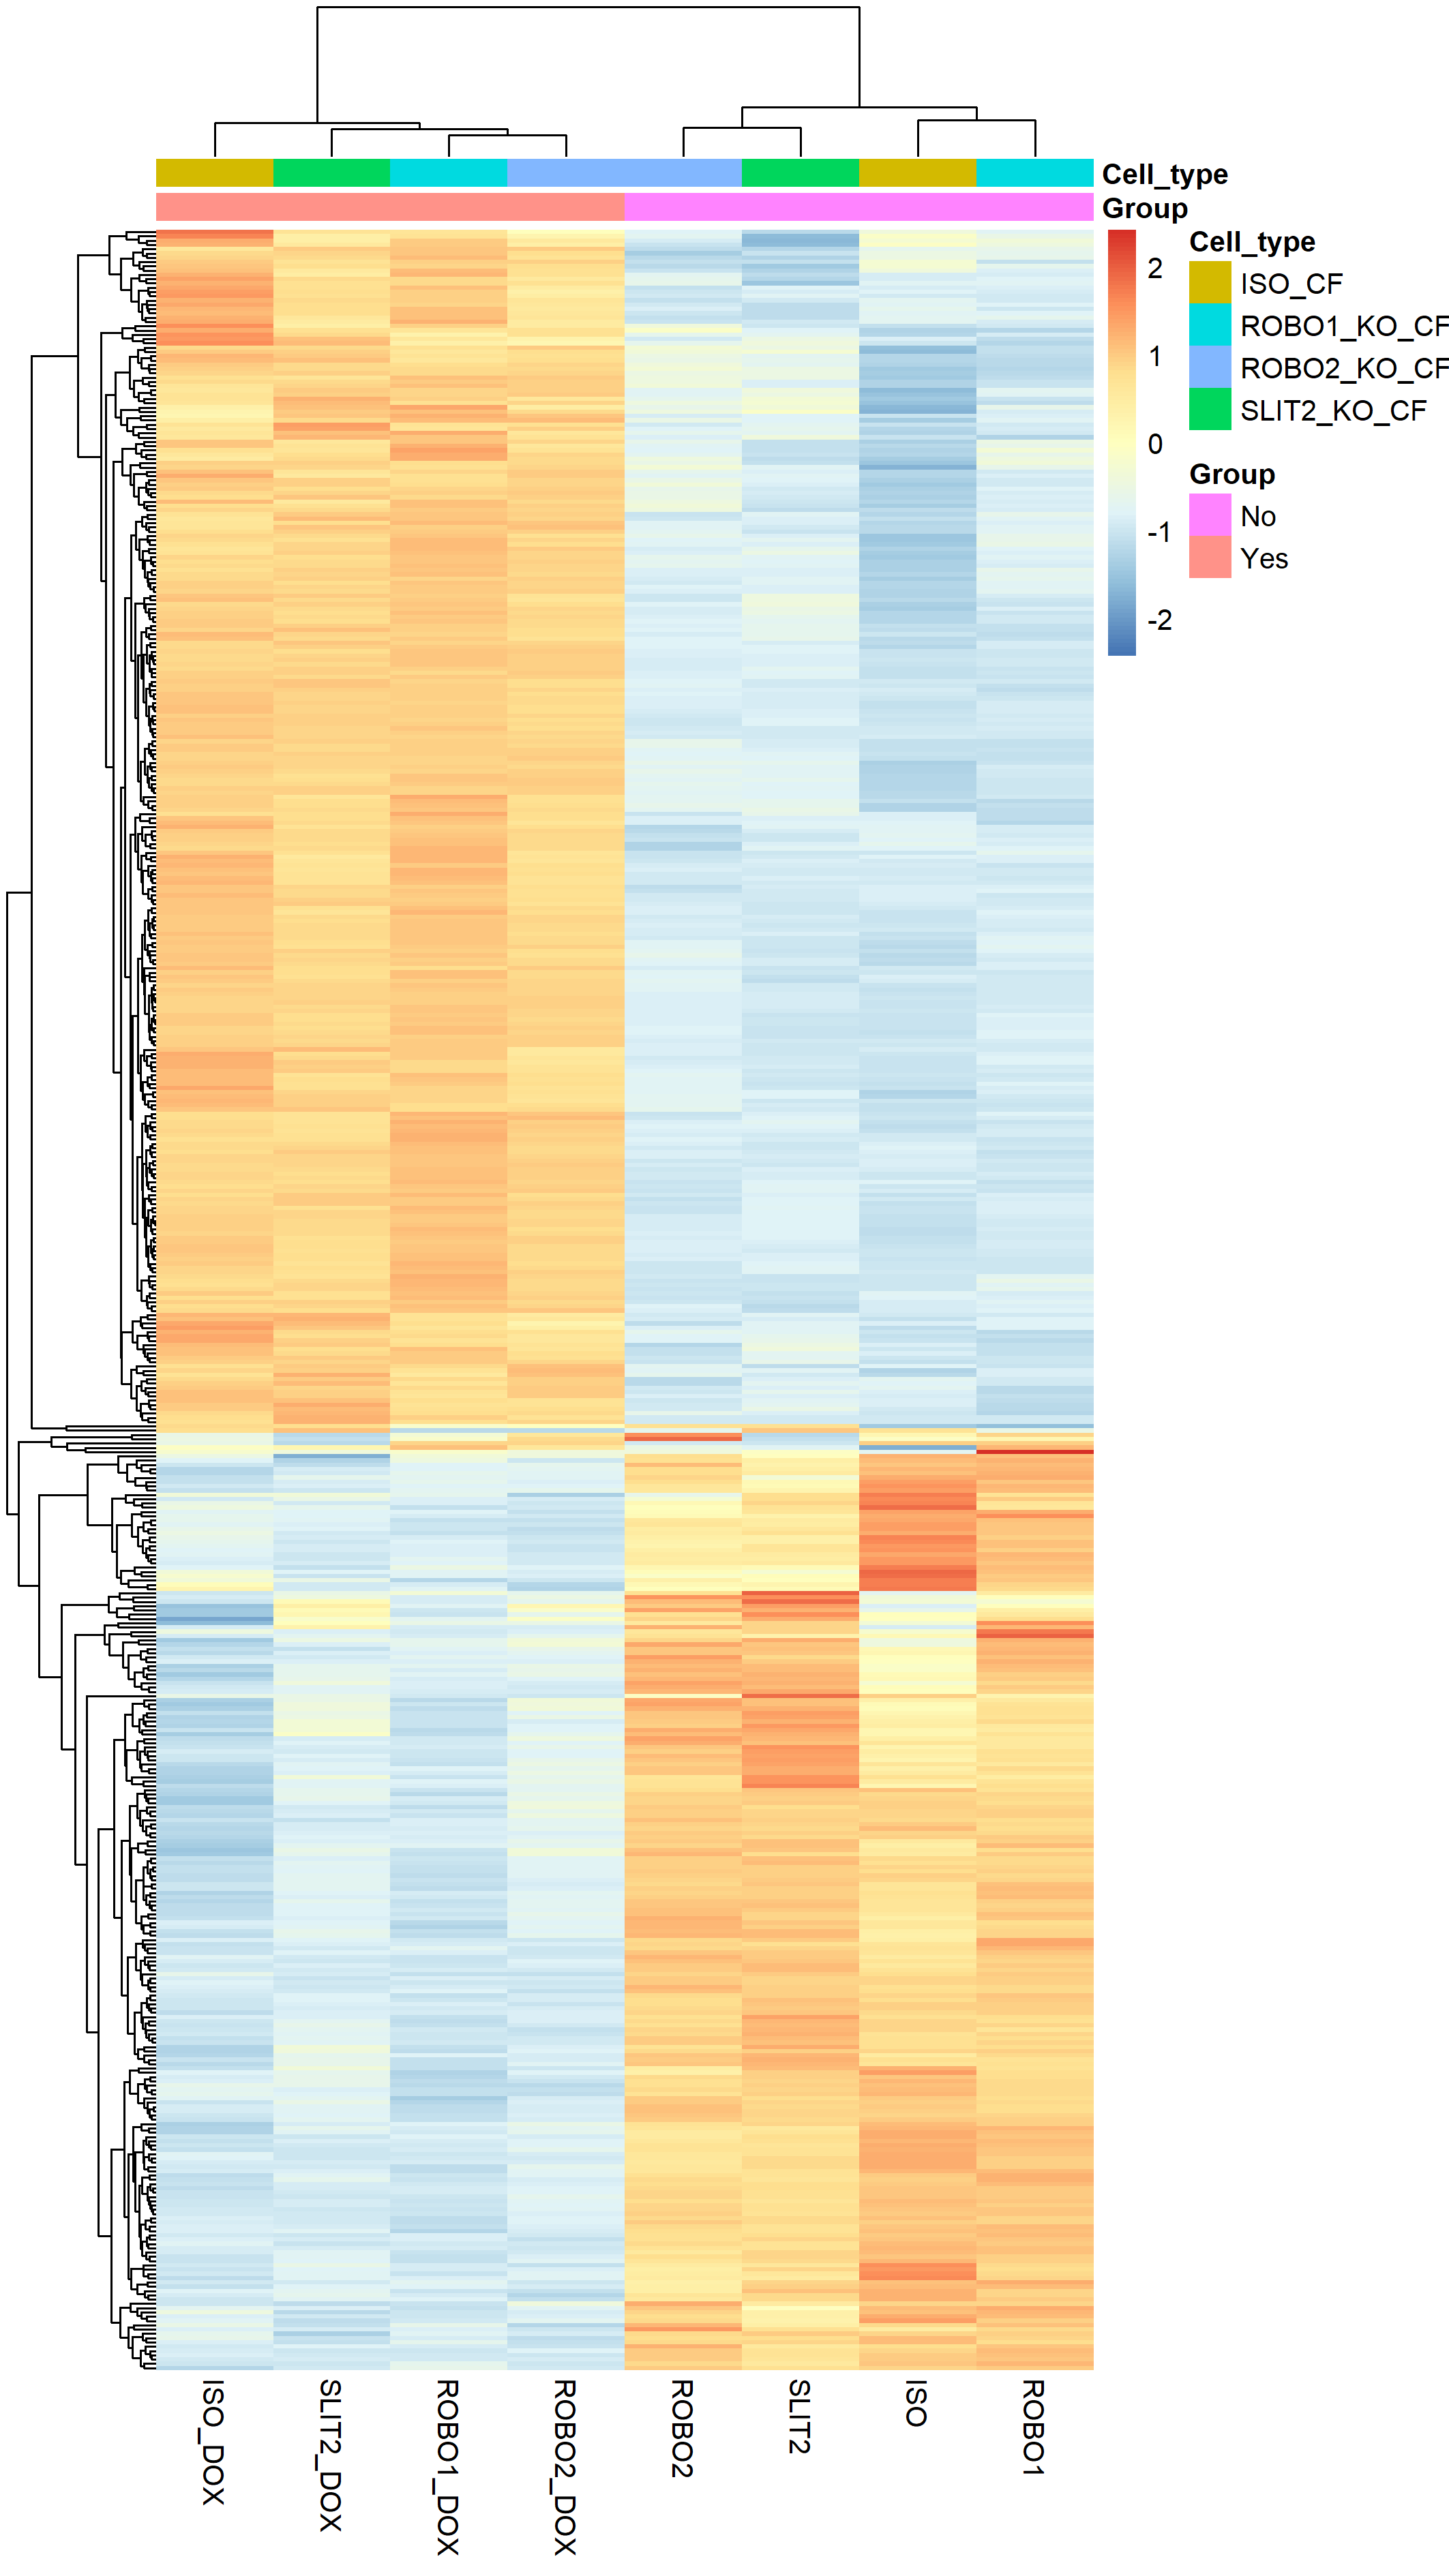 Cell_type
Group
2
1
0
-1
-2
Cell_type
ISO_CF
ROBO1_KO_CF
ROBO2_KO_CF
SLIT2_KO_CF
Group
No
Yes
ISO_DOX
SLIT2_DOX
ROBO1_DOX
ROBO2_DOX
ROBO2
SLIT2
ISO
ROBO1